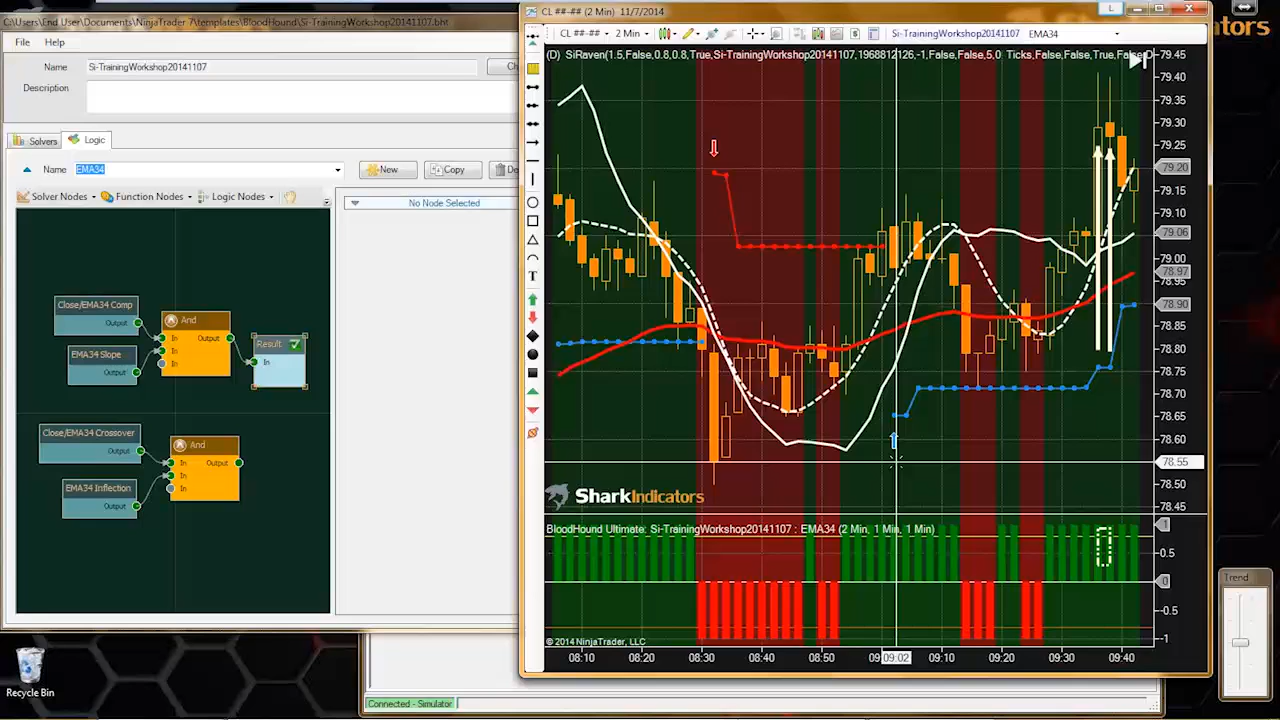 C:\Users\End User\Documents\NinjaTrader 7\templates\BloodHound\Si-TrainingWorkshop20141107.bht
File Help
Name Si-TrainingWorkshop20141107
Description
Solvers Logic
Name EMA34 New Copy
Solver Nodes Function Nodes Logic Nodes
No Node Selected
Close/EMA34 Comp
Output
EMA34 Slope
Output
And
In Output
In
In
Result
In
Close/EMA34 Crossover
Output
EMA34 Inflection
Output
And
In Output
In
In
Recycle Bin
CL ##-## (2 Min) 11/7/2014
L
CL ##-## 2 Min Si-TrainingWorkshop20141107 EMA34
(D) SiRaven(1.5,False,0.8,0.8,True,Si-TrainingWorkshop20141107,1968812126,-1,False,False,5,0 Ticks,False,False,True,False
T
79.45
79.40
79.35
79.30
79.25
79.20
79.15
79.10
79.06
79.00
78.97
78.90
78.85
78.80
78.75
78.70
78.65
78.60
78.55
78.50
78.45
SharkIndicators
BloodHound Ultimate: Si-TrainingWorkshop20141107 : EMA34 (2 Min, 1 Min, 1 Min)
1
0.5
0
-0.5
-1
© 2014 NinjaTrader, LLC
08:10 08:20 08:30 08:40 08:50 09:02 09:10 09:20 09:30 09:40
Connected - Simulator
Trend